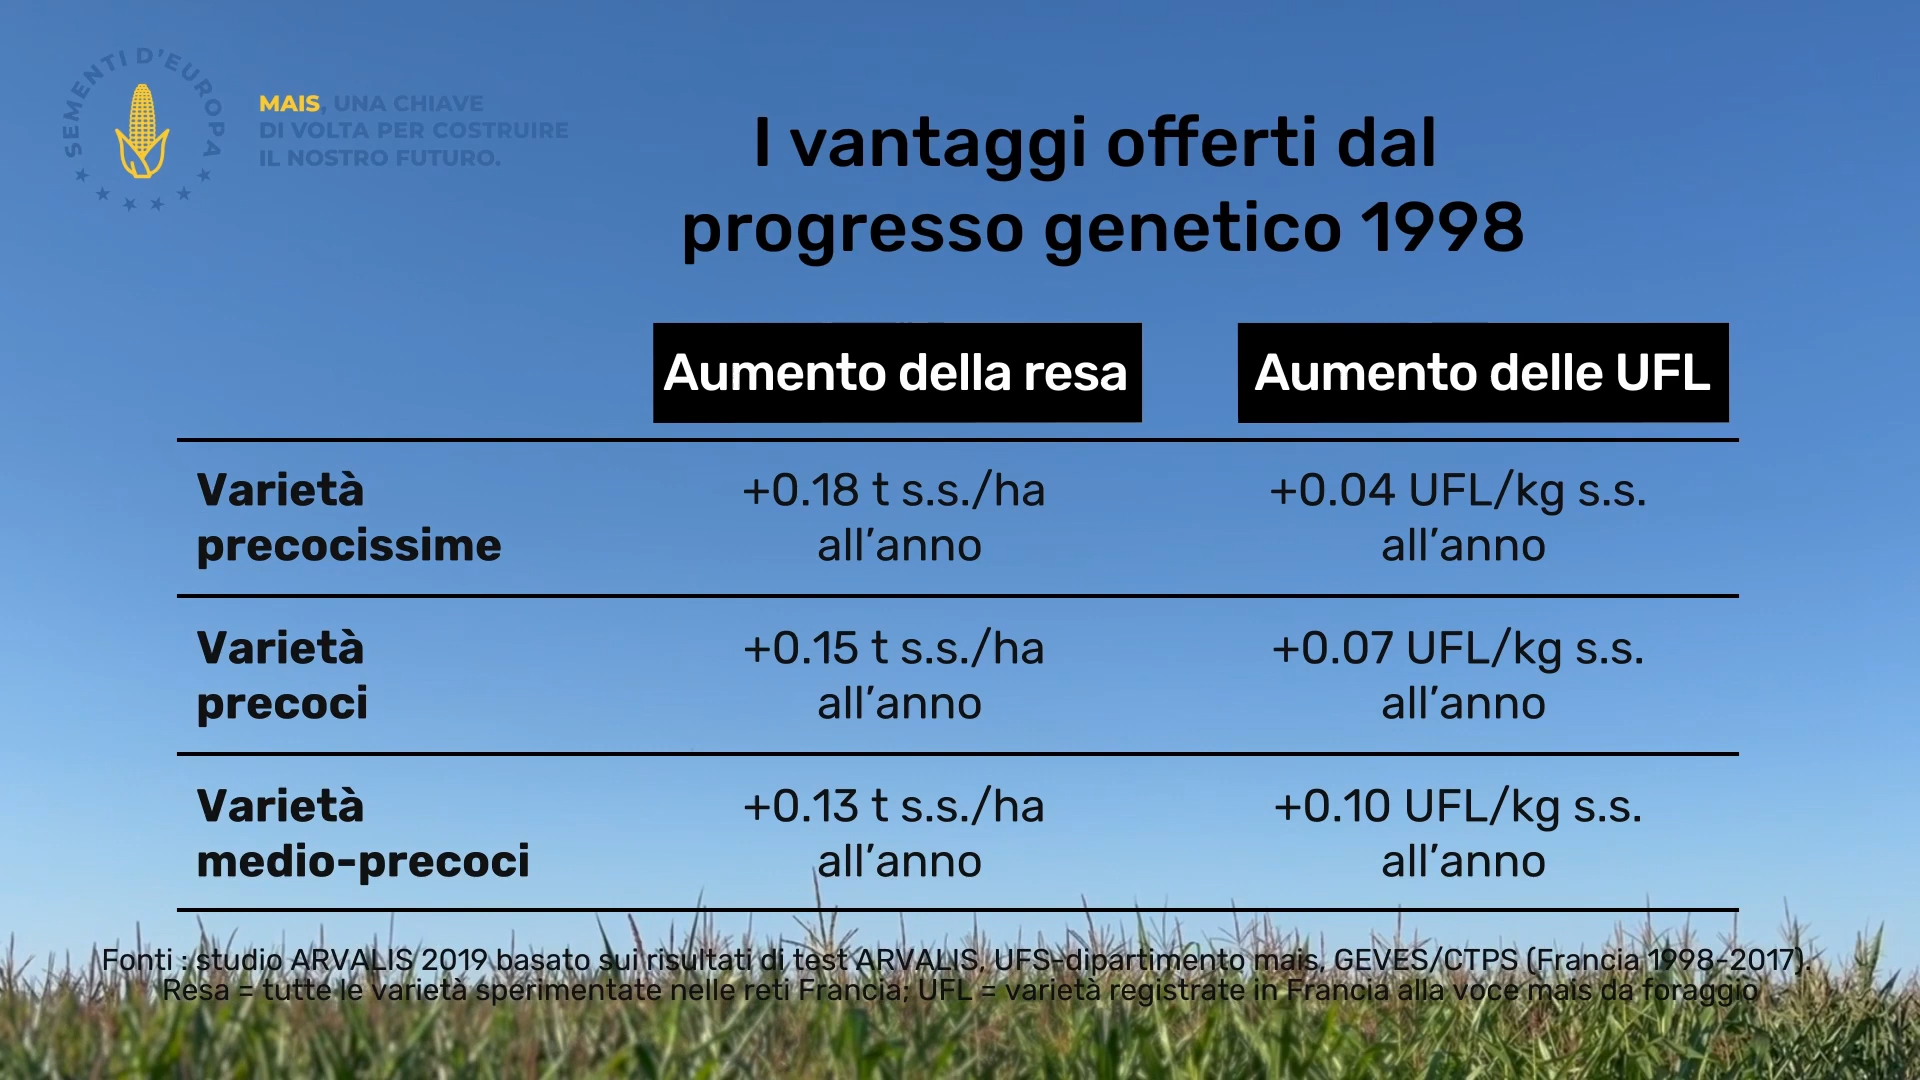 SEMENTI D'EUROPA
MAIS, UNA CHIAVE
DI VOLTA PER COSTRUIRE
IL NOSTRO FUTURO.
I vantaggi offerti dal
progresso genetico 1998
Aumento della resa
Aumento delle UFL
Varietà
precocissime
+0.18 t s.s./ha
all’anno
+0.04 UFL/kg s.s.
all’anno
Varietà
precoci
+0.15 t s.s./ha
all’anno
+0.07 UFL/kg s.s.
all’anno
Varietà
medio-precoci
+0.13 t s.s./ha
all’anno
+0.10 UFL/kg s.s.
all’anno
Fonti : studio ARVALIS 2019 basato sui risultati di test ARVALIS, UFS-dipartimento mais, GEVES/CTPS (Francia 1998-2017).
Resa = tutte le varietà sperimentate nelle reti Francia; UFL = varietà registrate in Francia alla voce mais da foraggio